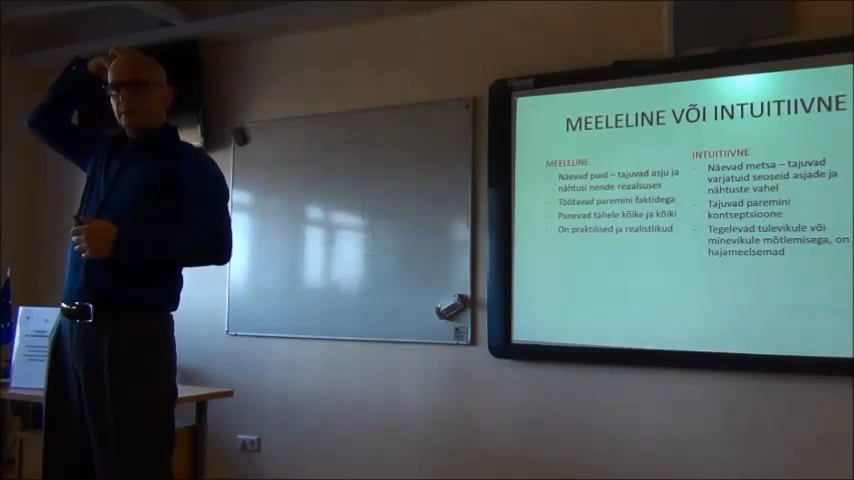 MEELELINE VÕI INTUITIIVNE
MEELELINE
- Näevad puid – tajuvad asju ja
nähtusi nende reaalsuses
- Töötavad paremini faktidega
- Panevad tähele kõike ja kõiki
- On praktilised ja realistlikud
INTUITIIVNE
- Näevad metsa – tajuvad
varjatuid seoseid asjade ja
nähtuste vahel
- Tajuvad paremini
kontseptsioone
- Tegelevad tulevikule või
minevikule mõtlemisega, on
hajameelsemad